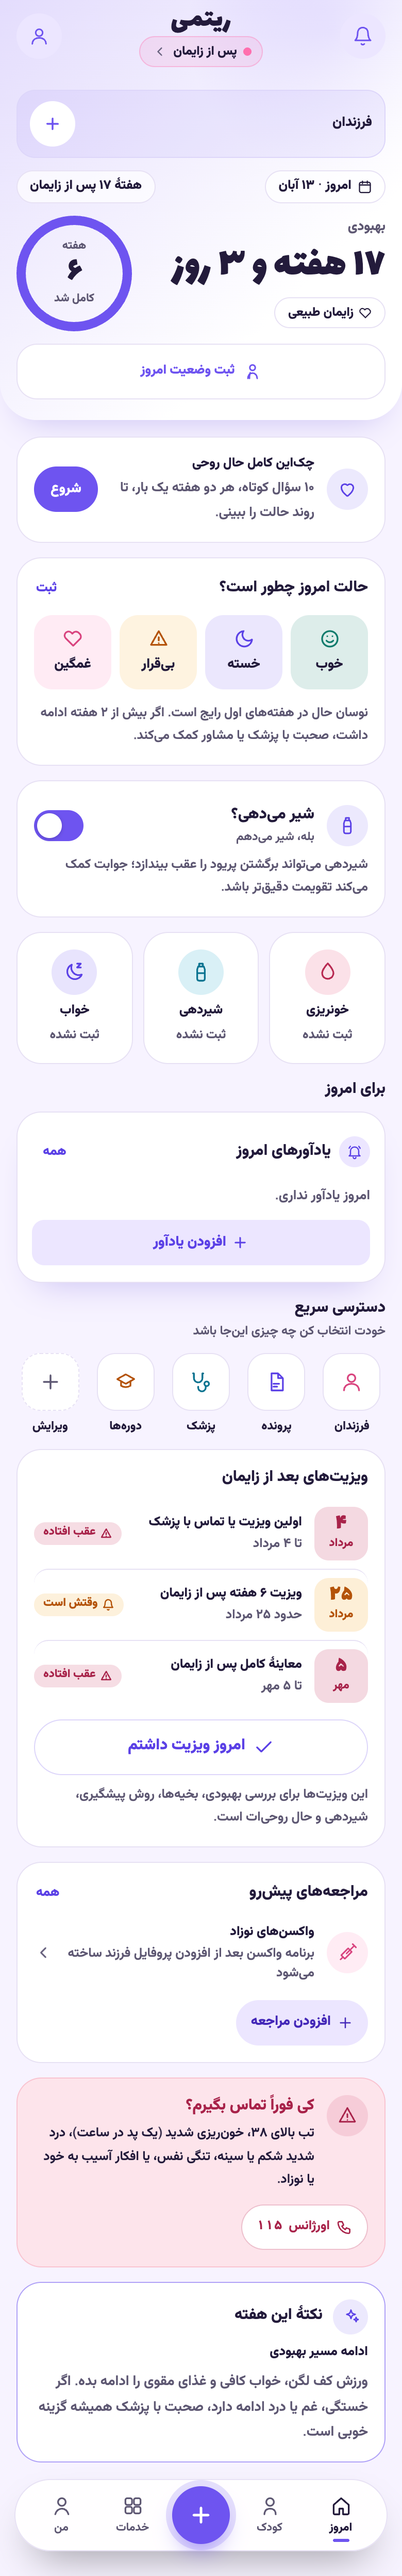 ریتمی
پس از زایمان
فرزندان
امروز · ۱۳ آبان
هفتهٔ ۱۷ پس از زایمان
بهبودی
۱۷ هفته و ۳ روز
زایمان طبیعی
هفته
۶
کامل شد
ثبت وضعیت امروز
چک‌این کامل حال روحی
۱۰ سؤال کوتاه، هر دو هفته یک بار، تا
روند حالت را ببینی.
شروع
حالت امروز چطور است؟
ثبت
خوب
خسته
بی‌قرار
غمگین
نوسان حال در هفته‌های اول رایج است. اگر بیش از ۲ هفته ادامه
داشت، صحبت با پزشک یا مشاور کمک می‌کند.
شیر می‌دهی؟
بله، شیر می‌دهم
شیردهی می‌تواند برگشتن پریود را عقب بیندازد؛ جوابت کمک
می‌کند تقویمت دقیق‌تر باشد.
خونریزی
ثبت نشده
شیردهی
ثبت نشده
خواب
ثبت نشده
برای امروز
یادآورهای امروز
همه
امروز یادآور نداری.
افزودن یادآور
دسترسی سریع
خودت انتخاب کن چه چیزی این‌جا باشد
فرزندان
پرونده
پزشک
دوره‌ها
ویرایش
ویزیت‌های بعد از زایمان
۴
مرداد
اولین ویزیت یا تماس با پزشک
تا ۴ مرداد
عقب افتاده
۲۵
مرداد
ویزیت ۶ هفته پس از زایمان
حدود ۲۵ مرداد
وقتش است
۵
مهر
معاینهٔ کامل پس از زایمان
تا ۵ مهر
عقب افتاده
امروز ویزیت داشتم
این ویزیت‌ها برای بررسی بهبودی، بخیه‌ها، روش پیشگیری،
شیردهی و حال روحی‌ات است.
مراجعه‌های پیش‌رو
همه
واکسن‌های نوزاد
برنامه واکسن بعد از افزودن پروفایل فرزند ساخته
می‌شود
افزودن مراجعه
کی فوراً تماس بگیرم؟
تب بالای ۳۸، خون‌ریزی شدید (یک پد در ساعت)، درد
شدید شکم یا سینه، تنگی نفس، یا افکار آسیب به خود
یا نوزاد.
اورژانس ۱۱۵
نکتهٔ این هفته
ادامه مسیر بهبودی
ورزش کف لگن، خواب کافی و غذای مقوی را ادامه بده. اگر
خستگی، غم یا درد ادامه دارد، صحبت با پزشک همیشه گزینه
خوبی است.
امروز
کودک
خدمات
من